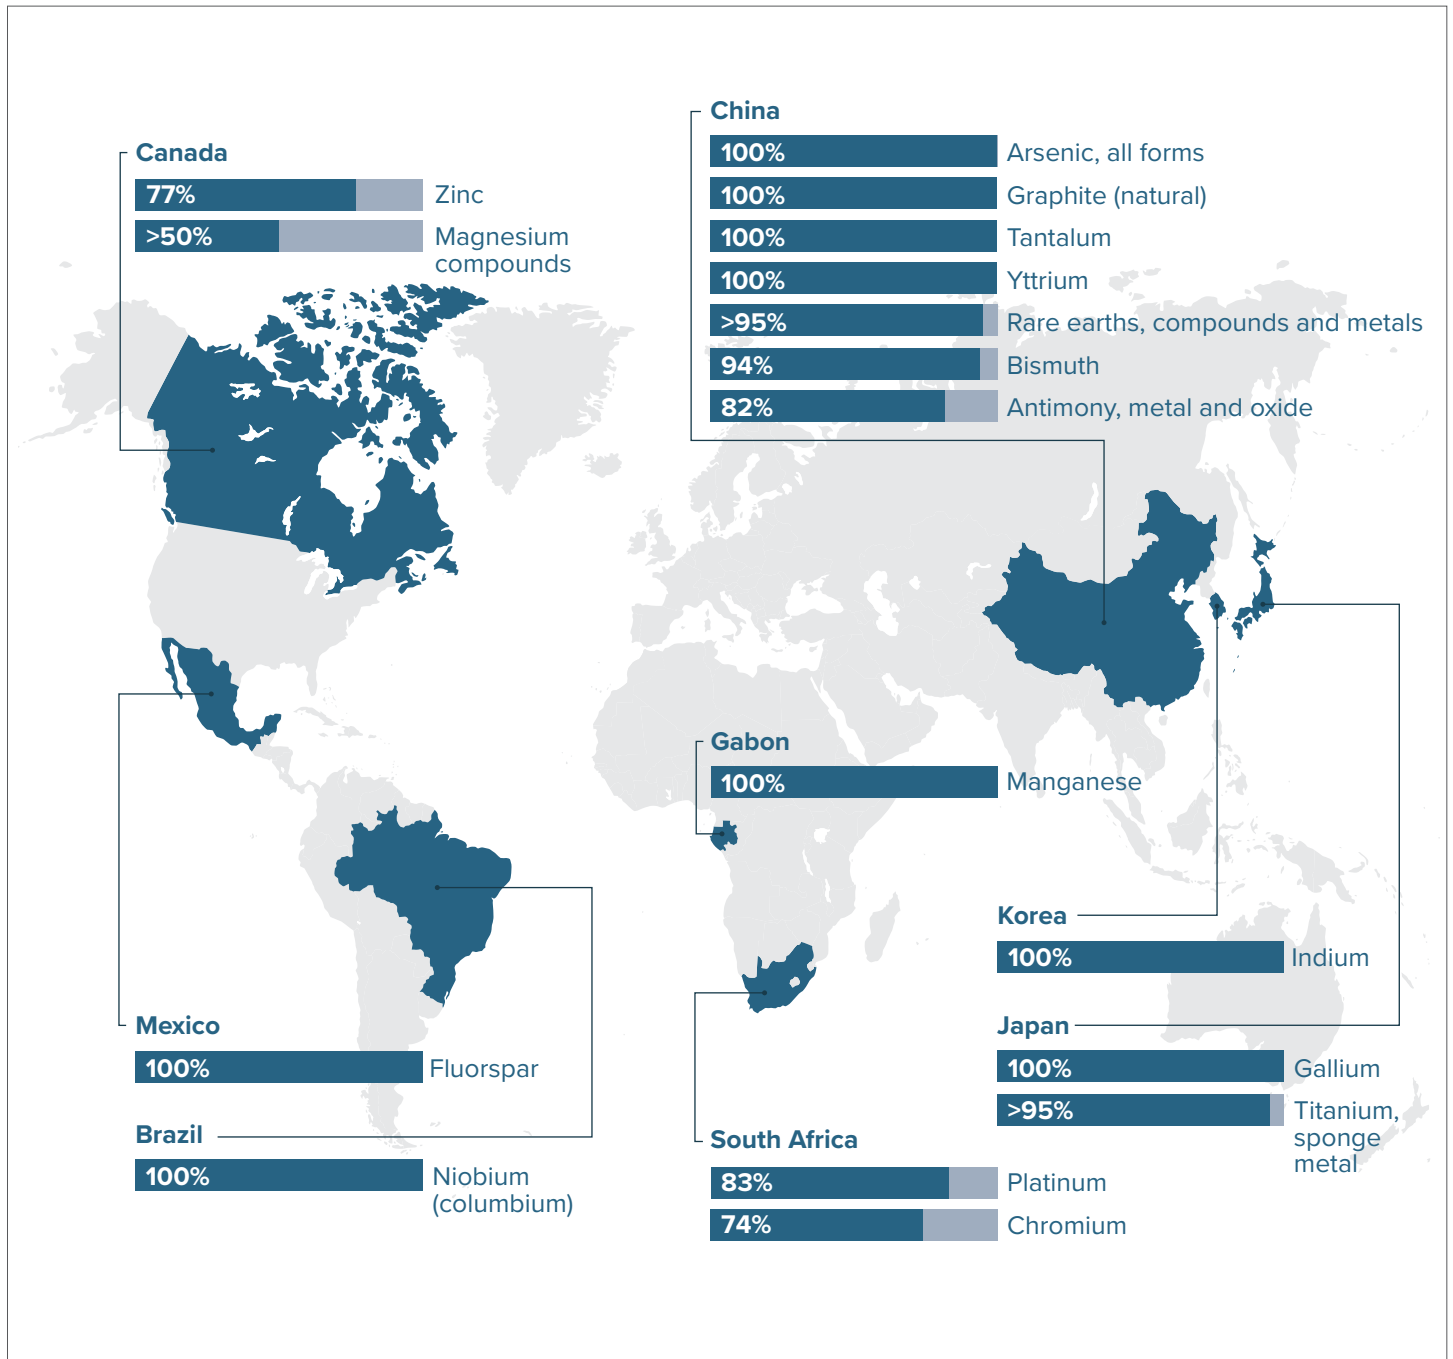 Canada
77% Zinc
>50% Magnesium
compounds
China
100% Arsenic, all forms
100% Graphite (natural)
100% Tantalum
100% Yttrium
>95% Rare earths, compounds and metals
94% Bismuth
82% Antimony, metal and oxide
Gabon
100% Manganese
Korea
100% Indium
Mexico
100% Fluorspar
Japan
100% Gallium
>95% Titanium,
sponge
metal
Brazil
100% Niobium
(columbium)
South Africa
83% Platinum
74% Chromium